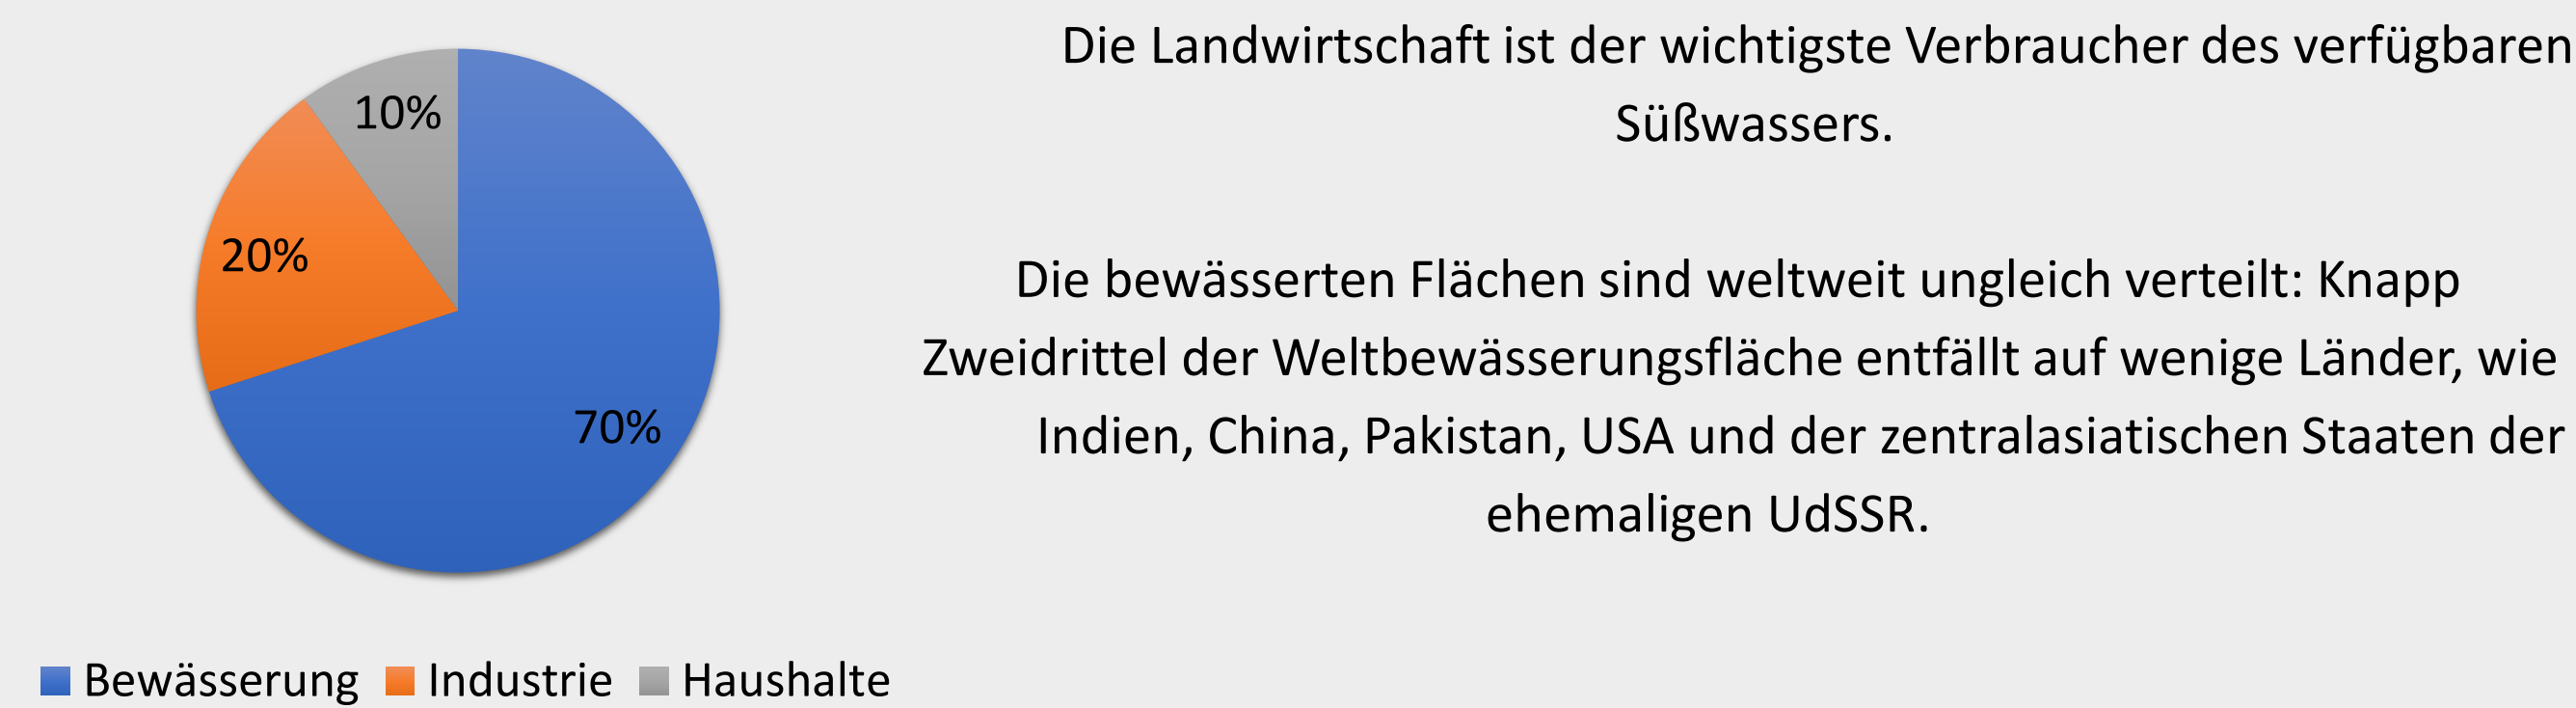 10%
20%
70%
Bewässerung Industrie Haushalte
Die Landwirtschaft ist der wichtigste Verbraucher des verfügbaren
Süßwassers.
Die bewässerten Flächen sind weltweit ungleich verteilt: Knapp
Zweidrittel der Weltbewässerungsfläche entfällt auf wenige Länder, wie
Indien, China, Pakistan, USA und der zentralasiatischen Staaten der
ehemaligen UdSSR.